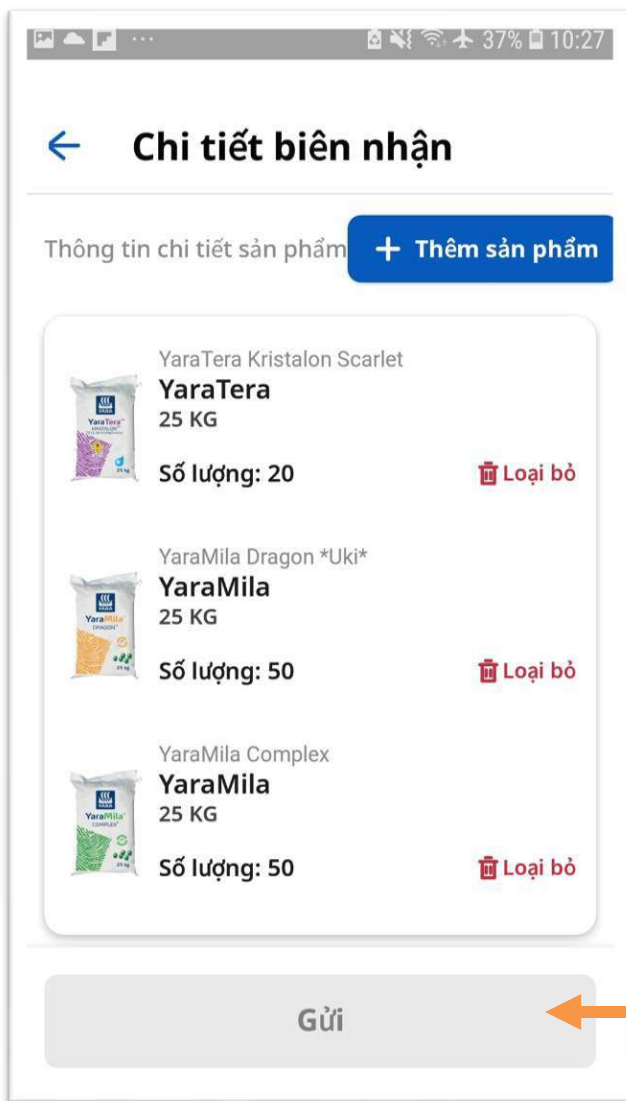 37% 10:27
Chi tiết biên nhận
Thông tin chi tiết sản phẩm
+ Thêm sản phẩm
YaraTera Kristalon Scarlet
YaraTera
25 KG
Số lượng: 20
Loại bỏ
YaraMila Dragon *Uki*
YaraMila
25 KG
Số lượng: 50
Loại bỏ
YaraMila Complex
YaraMila
25 KG
Số lượng: 50
Loại bỏ
Gửi